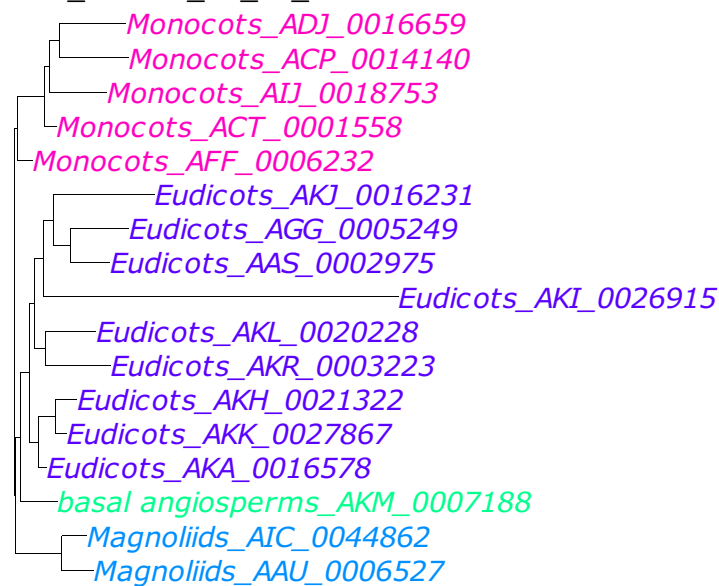 Monocots_ADJ_0016659
Monocots_ACP_0014140
Monocots_AIJ_0018753
Monocots_ACT_0001558
Monocots_AFF_0006232
Eudicots_AKJ_0016231
Eudicots_AGG_0005249
Eudicots_AAS_0002975
Eudicots_AKI_0026915
Eudicots_AKL_0020228
Eudicots_AKR_0003223
Eudicots_AKH_0021322
Eudicots_AKK_0027867
Eudicots_AKA_0016578
basal angiosperms_AKM_0007188
Magnoliids_AIC_0044862
Magnoliids_AAU_0006527